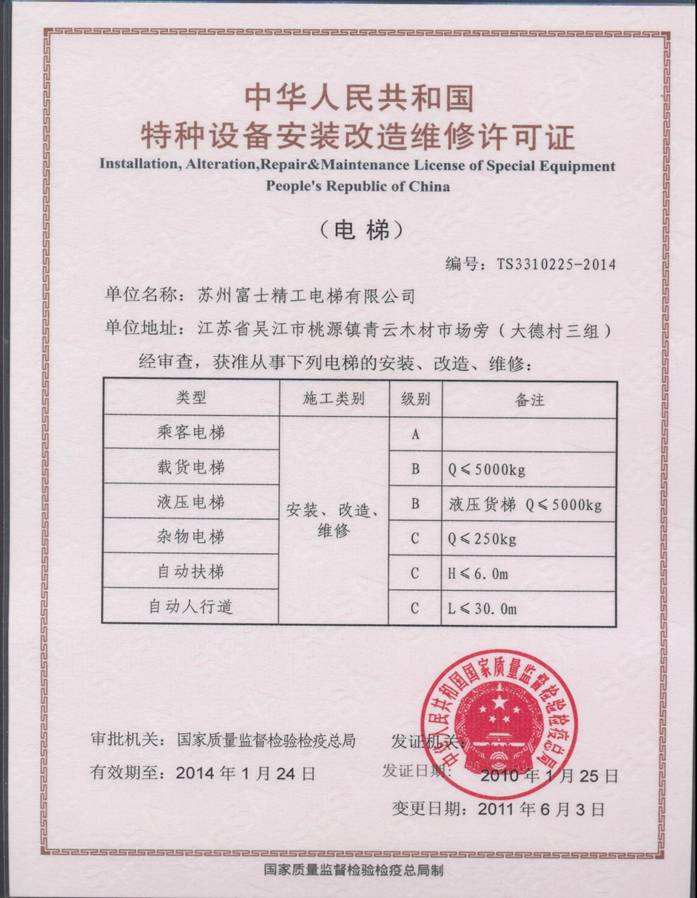 中华人民共和国
特种设备安装改造维修许可证
Installation, Alteration,Repair&Maintenance License of Special Equipment
People's Republic of China
（电 梯）
编号：TS3310225-2014
单位名称：苏州富士精工电梯有限公司
单位地址：江苏省吴江市桃源镇青云木材市场旁（大德村三组）
经审查，获准从事下列电梯的安装、改造、维修：
类型 施工类别 级别 备注
乘客电梯 A
载货电梯 B Q≤5000kg
液压电梯 B 液压货梯 Q≤5000kg
安装、改造、
维修
杂物电梯 C Q≤250kg
自动扶梯 C H≤6.0m
自动人行道 C L≤30.0m
中华人民共和国国家质量监督检验检疫总局
审批机关：国家质量监督检验检疫总局 发证机关：
有效期至：2014 年 1 月 24 日 发证日期：2010 年 1 月 25 日
变更日期：2011 年 6 月 3 日
国家质量监督检验检疫总局制